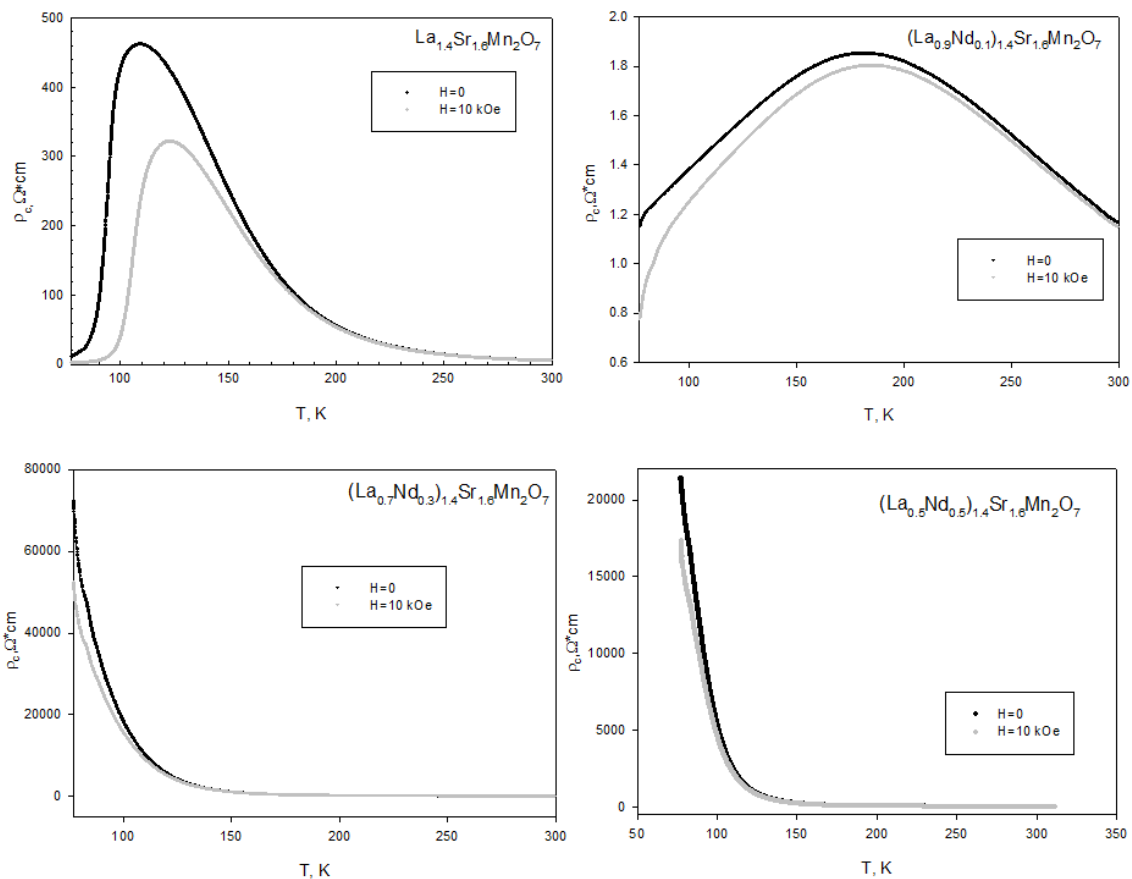 La1.4Sr1.6Mn2O7
H=0
H=10 kOe
ρc, Ω*cm
500
400
300
200
100
0
100
150
200
250
300
T, K
(La0.9Nd0.1)1.4Sr1.6Mn2O7
H=0
H=10 kOe
ρc,Ω*cm
2.0
1.8
1.6
1.4
1.2
1.0
0.8
0.6
100
150
200
250
300
T, K
(La0.7Nd0.3)1.4Sr1.6Mn2O7
H=0
H=10 kOe
ρc,Ω*cm
80000
60000
40000
20000
0
100
150
200
250
300
T, K
(La0.5Nd0.5)1.4Sr1.6Mn2O7
H=0
H=10 kOe
ρc,Ω*cm
20000
15000
10000
5000
0
50
100
150
200
250
300
350
T, K